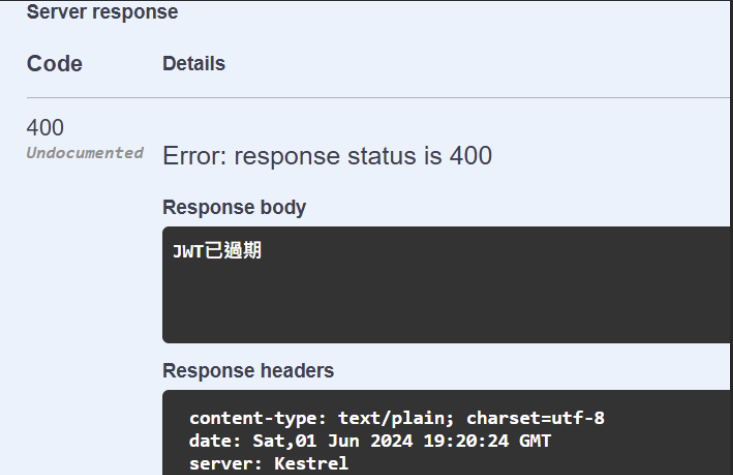 Server response
Code Details
400
Undocumented
Error: response status is 400
Response body
JWT已過期
Response headers
content-type: text/plain; charset=utf-8
date: Sat,01 Jun 2024 19:20:24 GMT
server: Kestrel